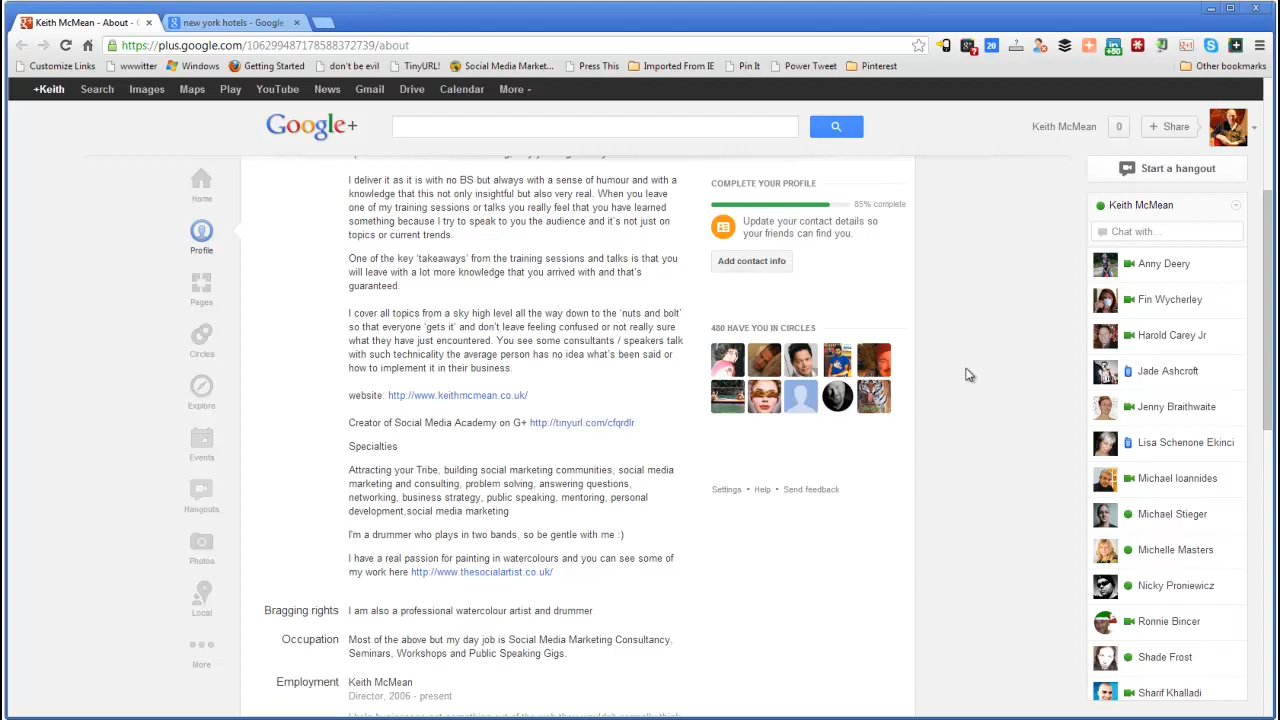 Keith McMean - About - G
new york hotels - Google
https://plus.google.com/106299487178588372739/about
20
7
+50
Customize Links
wwwitter
Windows
Getting Started
don't be evil
TinyURL!
Social Media Market...
Press This
Imported From IE
Pin It
Power Tweet
Pinterest
Other bookmarks
+Keith Search Images Maps Play YouTube News Gmail Drive Calendar More
Google+
Keith McMean
0
+ Share
Home
Profile
Pages
Circles
Explore
Events
Hangouts
Photos
Local
More
I deliver it as it is with no BS but always with a sense of humour and with a
knowledge that this not only insightful but also very real. When you leave
one of my training sessions or talks you really feel that you have learned
something because I try to speak to you the audience and it's not just on
topics or current trends.
One of the key 'takeaways' from the training sessions and talks is that you
will leave with a lot more knowledge that you arrived with and that's
guaranteed.
I cover all topics from a sky high level all the way down to the 'nuts and bolt'
so that everyone 'gets it' and don't leave feeling confused or not really sure
what they have just encountered. You see some consultants / speakers talk
with such technicality the average person has no idea what's been said or
how to implement it in their business.
website: http://www.keithmcmean.co.uk/
Creator of Social Media Academy on G+ http://tinyurl.com/cfqrdlr
Specialties
Attracting your Tribe, building social marketing communities, social media
marketing and consulting, problem solving, answering questions,
networking, business strategy, public speaking, mentoring, personal
development,social media marketing
I'm a drummer who plays in two bands, so be gentle with me :)
I have a real passion for painting in watercolours and you can see some of
my work here http://www.thesocialartist.co.uk/
Bragging rights I am also a professional watercolour artist and drummer
Occupation Most of the above but my day job is Social Media Marketing Consultancy,
Seminars, Workshops and Public Speaking Gigs.
Employment Keith McMean
Director, 2006 - present
COMPLETE YOUR PROFILE
85% complete
Update your contact details so
your friends can find you.
Add contact info
480 HAVE YOU IN CIRCLES
Settings • Help • Send feedback
Start a hangout
Keith McMean
Chat with...
Anny Deery
Fin Wycherley
Harold Carey Jr
Jade Ashcroft
Jenny Braithwaite
Lisa Schenone Ekinci
Michael Ioannides
Michael Stieger
Michelle Masters
Nicky Proniewicz
Ronnie Bincer
Shade Frost
Sharif Khalladi